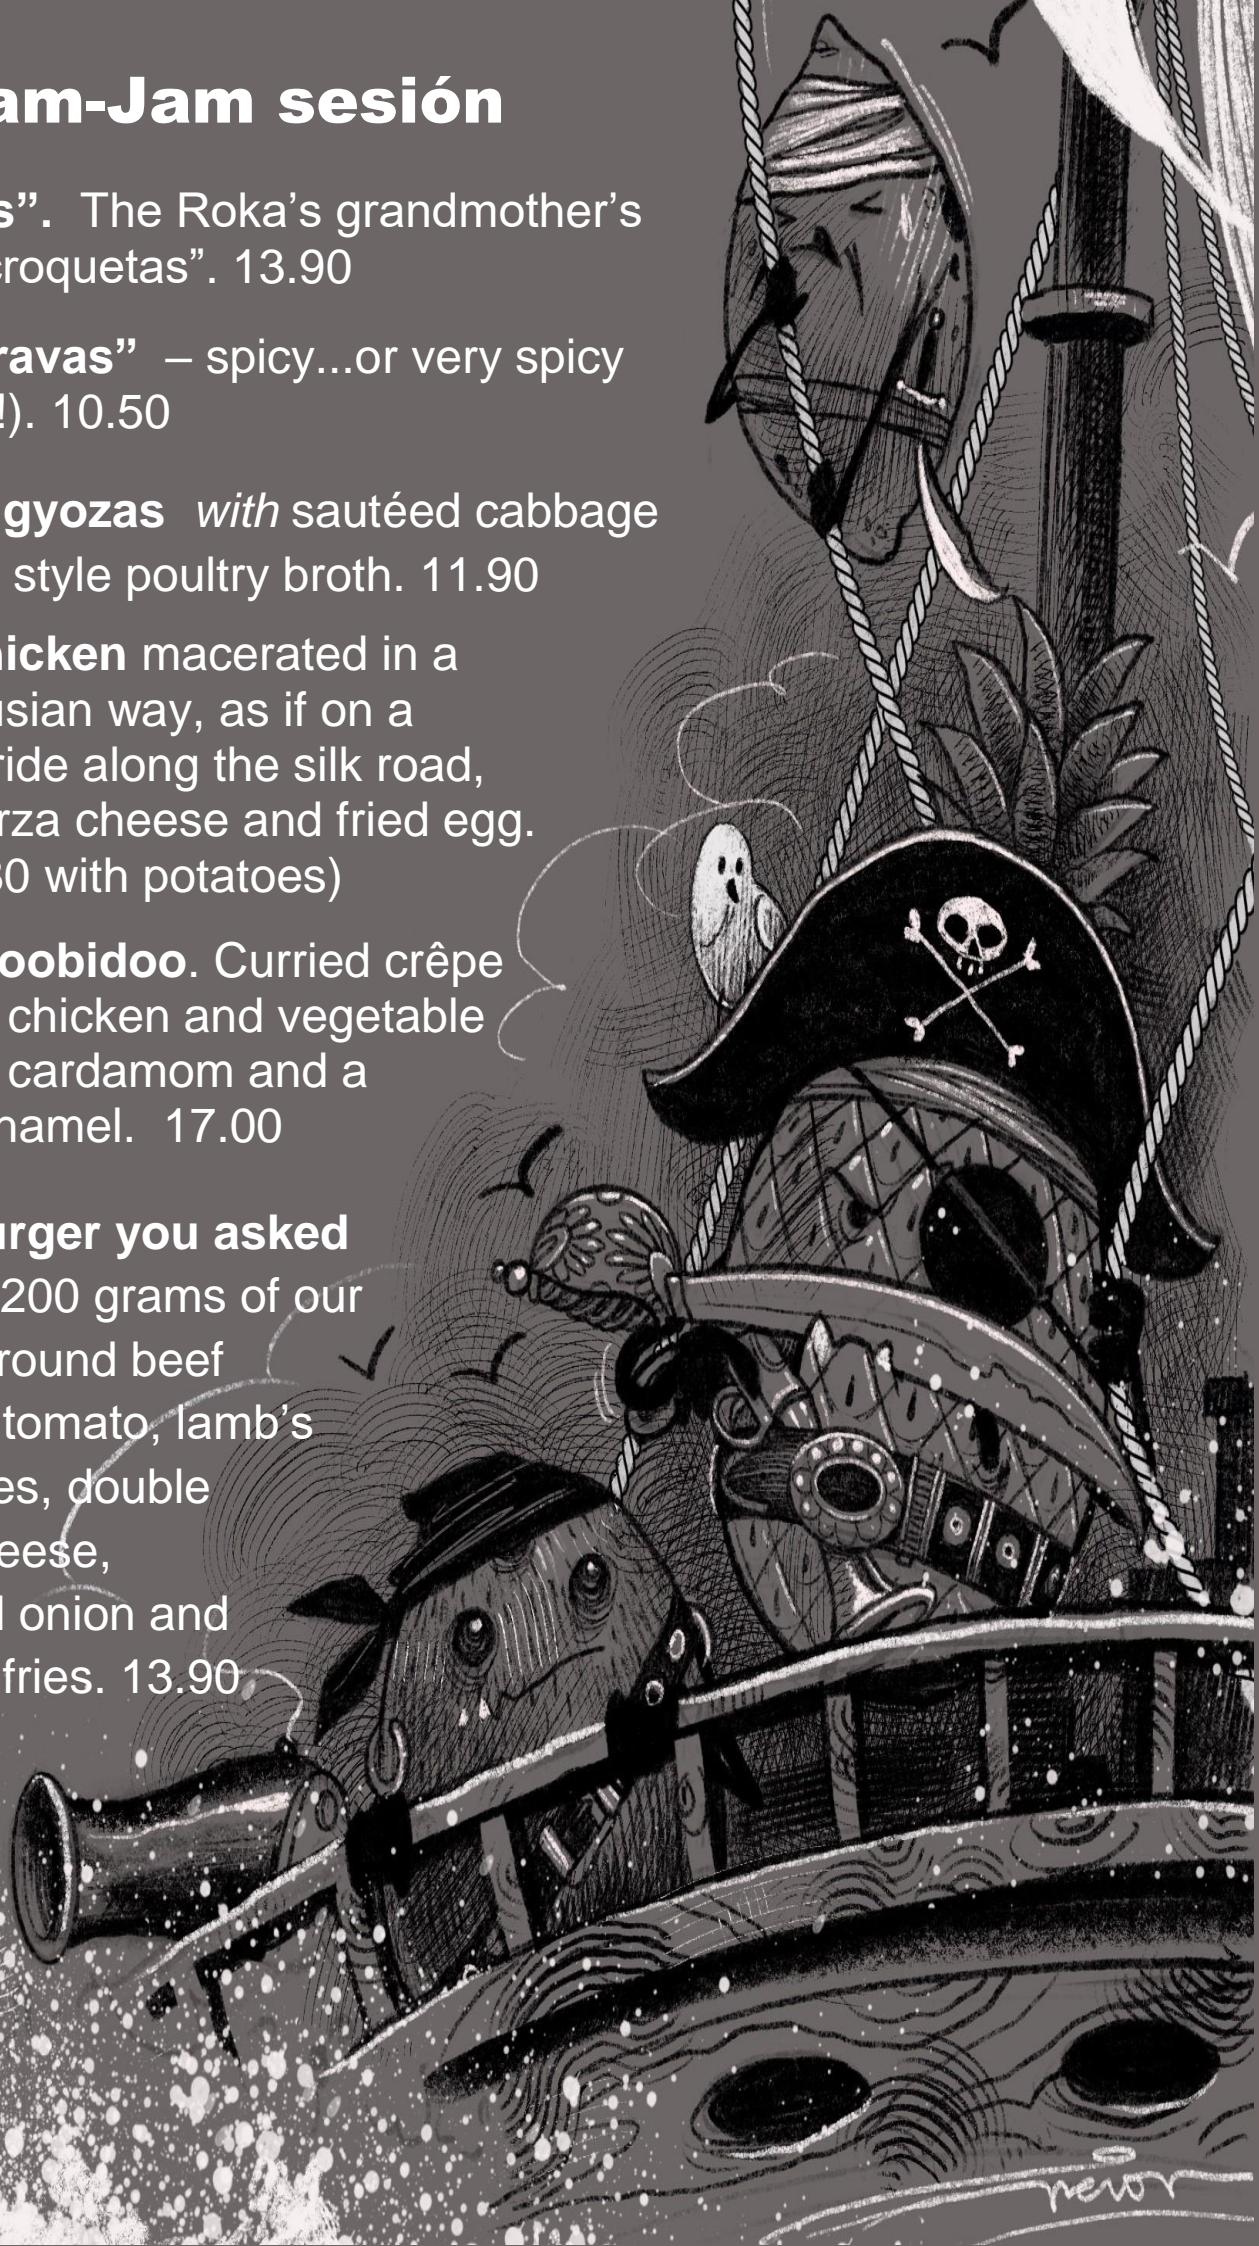 am-Jam sesión
s”. The Roka’s grandmother’s
croquetas”. 13.90
ravas” – spicy...or very spicy
!). 10.50
gyozas with sautéed cabbage
style poultry broth. 11.90
hicken macerated in a
usian way, as if on a
ride along the silk road,
rza cheese and fried egg.
80 with potatoes)
oobidoo. Curried crêpe
chicken and vegetable
cardamom and a
hamel. 17.00
urger you asked
200 grams of our
round beef
tomato, lamb’s
es, double
eese,
l onion and
fries. 13.90